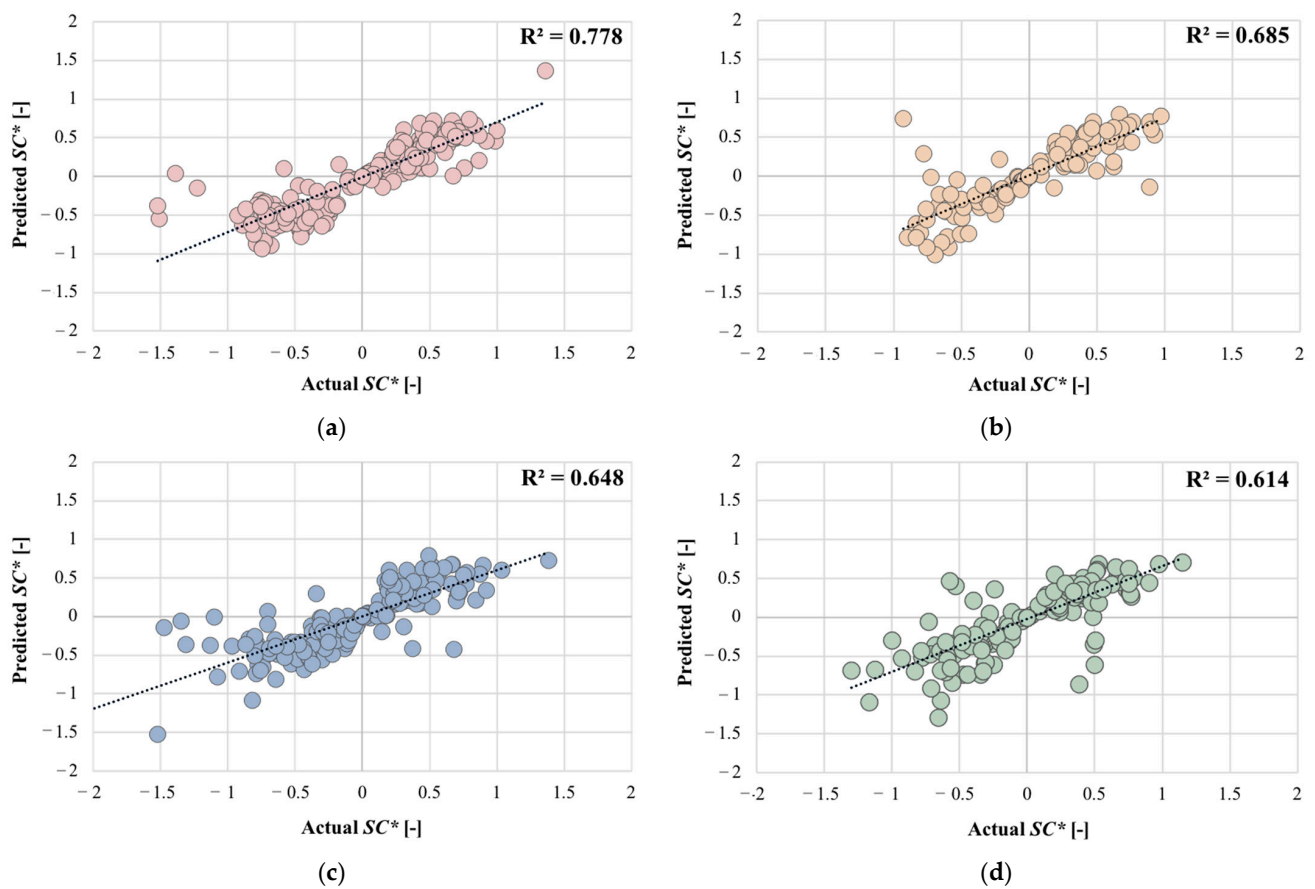 R² = 0.778
2
1.5
1
0.5
0
− 0.5
− 1
− 1.5
− 2
Predicted SC* [-]
− 2 − 1.5 − 1 − 0.5 0 0.5 1 1.5 2
Actual SC* [-]
(a)
R² = 0.685
2
1.5
1
0.5
0
− 0.5
− 1
− 1.5
− 2
Predicted SC* [-]
− 2 − 1.5 − 1 − 0.5 0 0.5 1 1.5 2
Actual SC* [-]
(b)
R² = 0.648
2
1.5
1
0.5
0
− 0.5
− 1
− 1.5
− 2
Predicted SC* [-]
− 2 − 1.5 − 1 − 0.5 0 0.5 1 1.5 2
Actual SC* [-]
(c)
R² = 0.614
2
1.5
1
0.5
0
− 0.5
− 1
− 1.5
− 2
Predicted SC* [-]
− 2 − 1.5 − 1 − 0.5 0 0.5 1 1.5 2
Actual SC* [-]
(d)